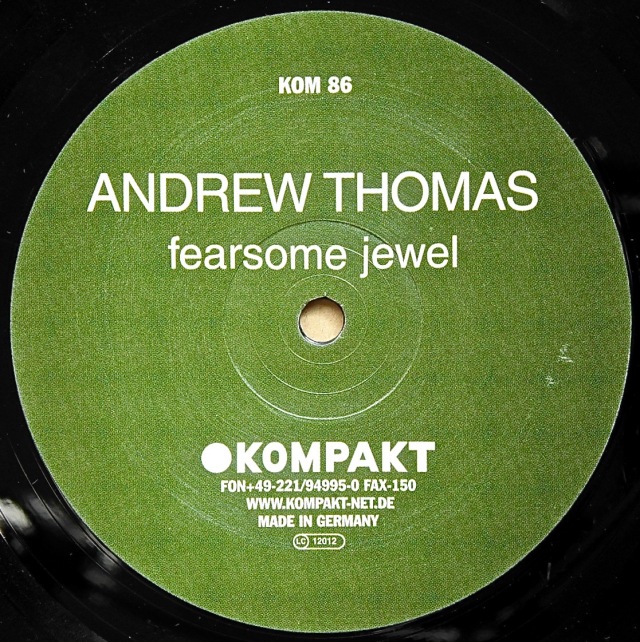 KOM 86
ANDREW THOMAS
fearsome jewel
KOMPAKT
FON+49-221/94995-0 FAX-150
WWW.KOMPAKT-NET.DE
MADE IN GERMANY
LC 12012